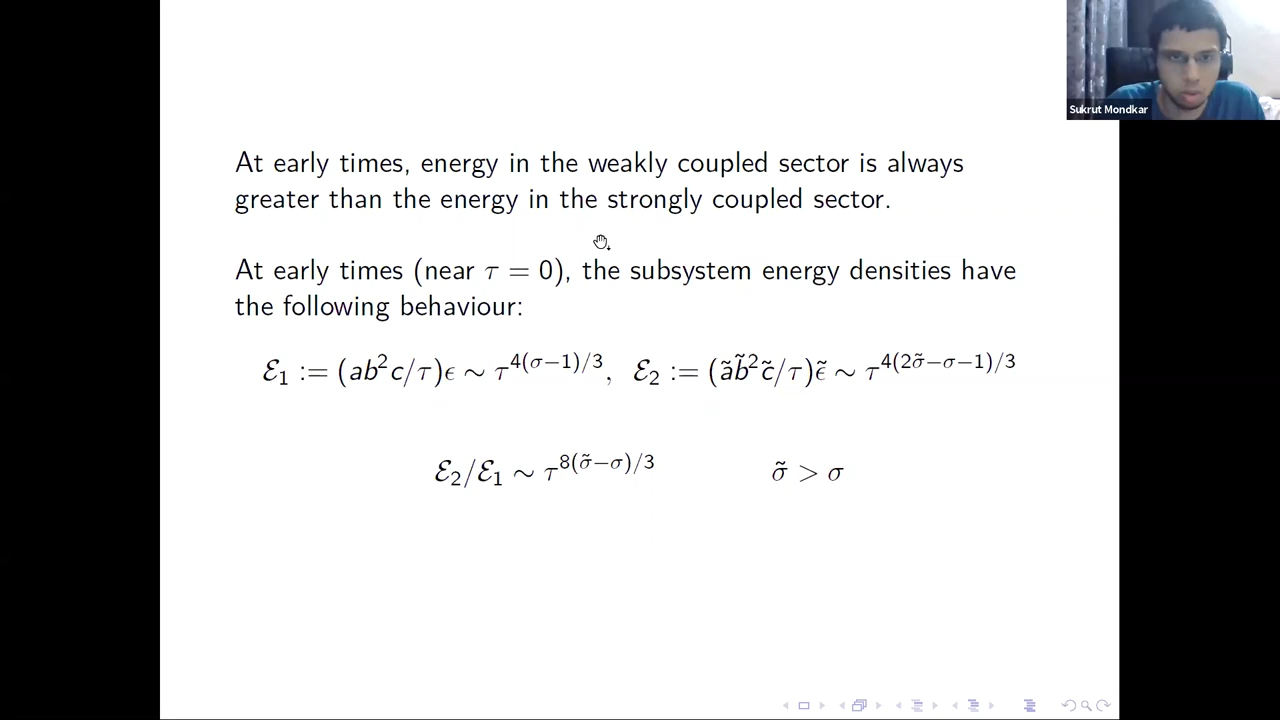 Sukrut Mondkar
At early times, energy in the weakly coupled sector is always
greater than the energy in the strongly coupled sector.
At early times (near τ = 0), the subsystem energy densities have
the following behaviour:
ℰ₁ := (ab²c/τ)ϵ ∼ τ^{4(σ−1)/3}, ℰ₂ := (ãb̃²c̃/τ)ϵ̃ ∼ τ^{4(2σ̃−σ−1)/3}
ℰ₂/ℰ₁ ∼ τ^{8(σ̃−σ)/3} σ̃ > σ